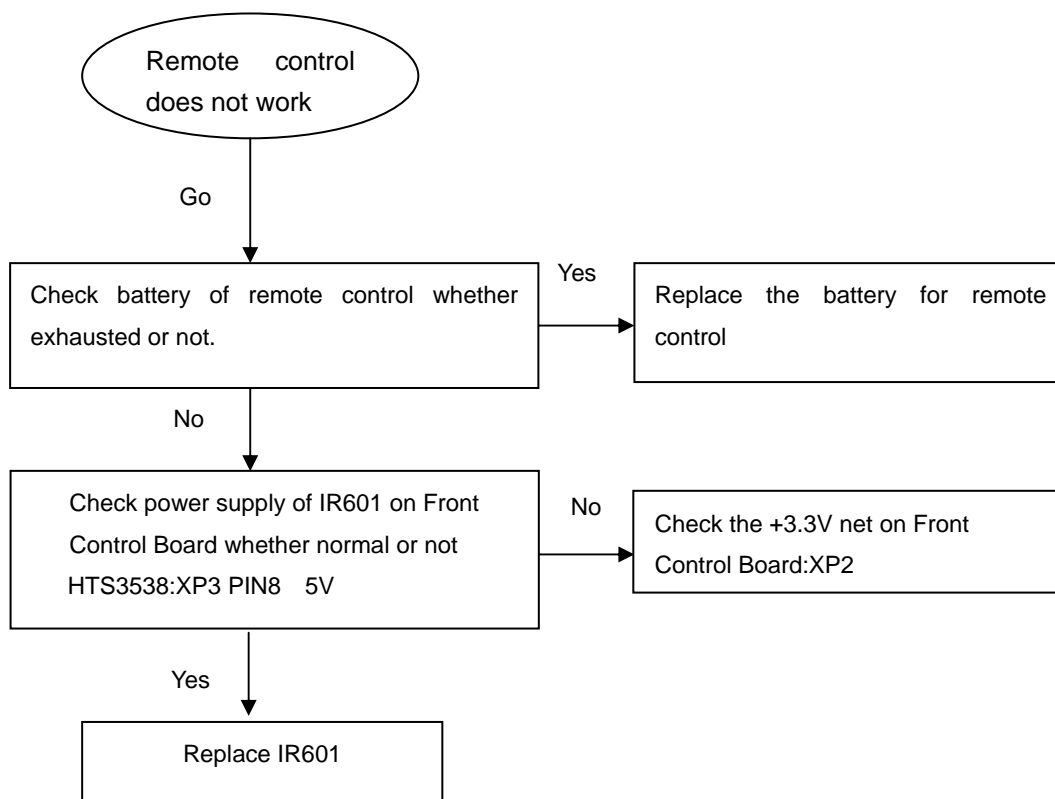 Remote control
does not work
Go
Check battery of remote control whether
exhausted or not.
Yes
Replace the battery for remote
control
No
Check power supply of IR601 on Front
Control Board whether normal or not
HTS3538:XP3 PIN8 5V
No
Check the +3.3V net on Front
Control Board:XP2
Yes
Replace IR601